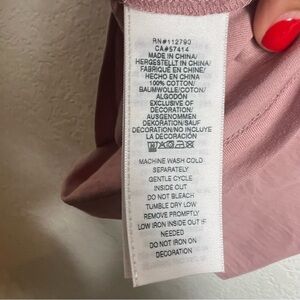 RN#112790
CA#57414
MADE IN CHINA/
HERGESTELLT IN CHINA/
FABRIQUÉ EN CHINE/
HECHO EN CHINA
100% COTTON/
BAUMWOLLE/COTON/
ALGODÓN
EXCLUSIVE OF
DECORATION/
AUSGENOMMEN
DEKORATION/SAUF
DÉCORATION/NO INCLUYE
LA DECORACIÓN
MACHINE WASH COLD
SEPARATELY
GENTLE CYCLE
INSIDE OUT
DO NOT BLEACH
TUMBLE DRY LOW
REMOVE PROMPTLY
LOW IRON INSIDE OUT IF
NEEDED
DO NOT IRON ON
DECORATION